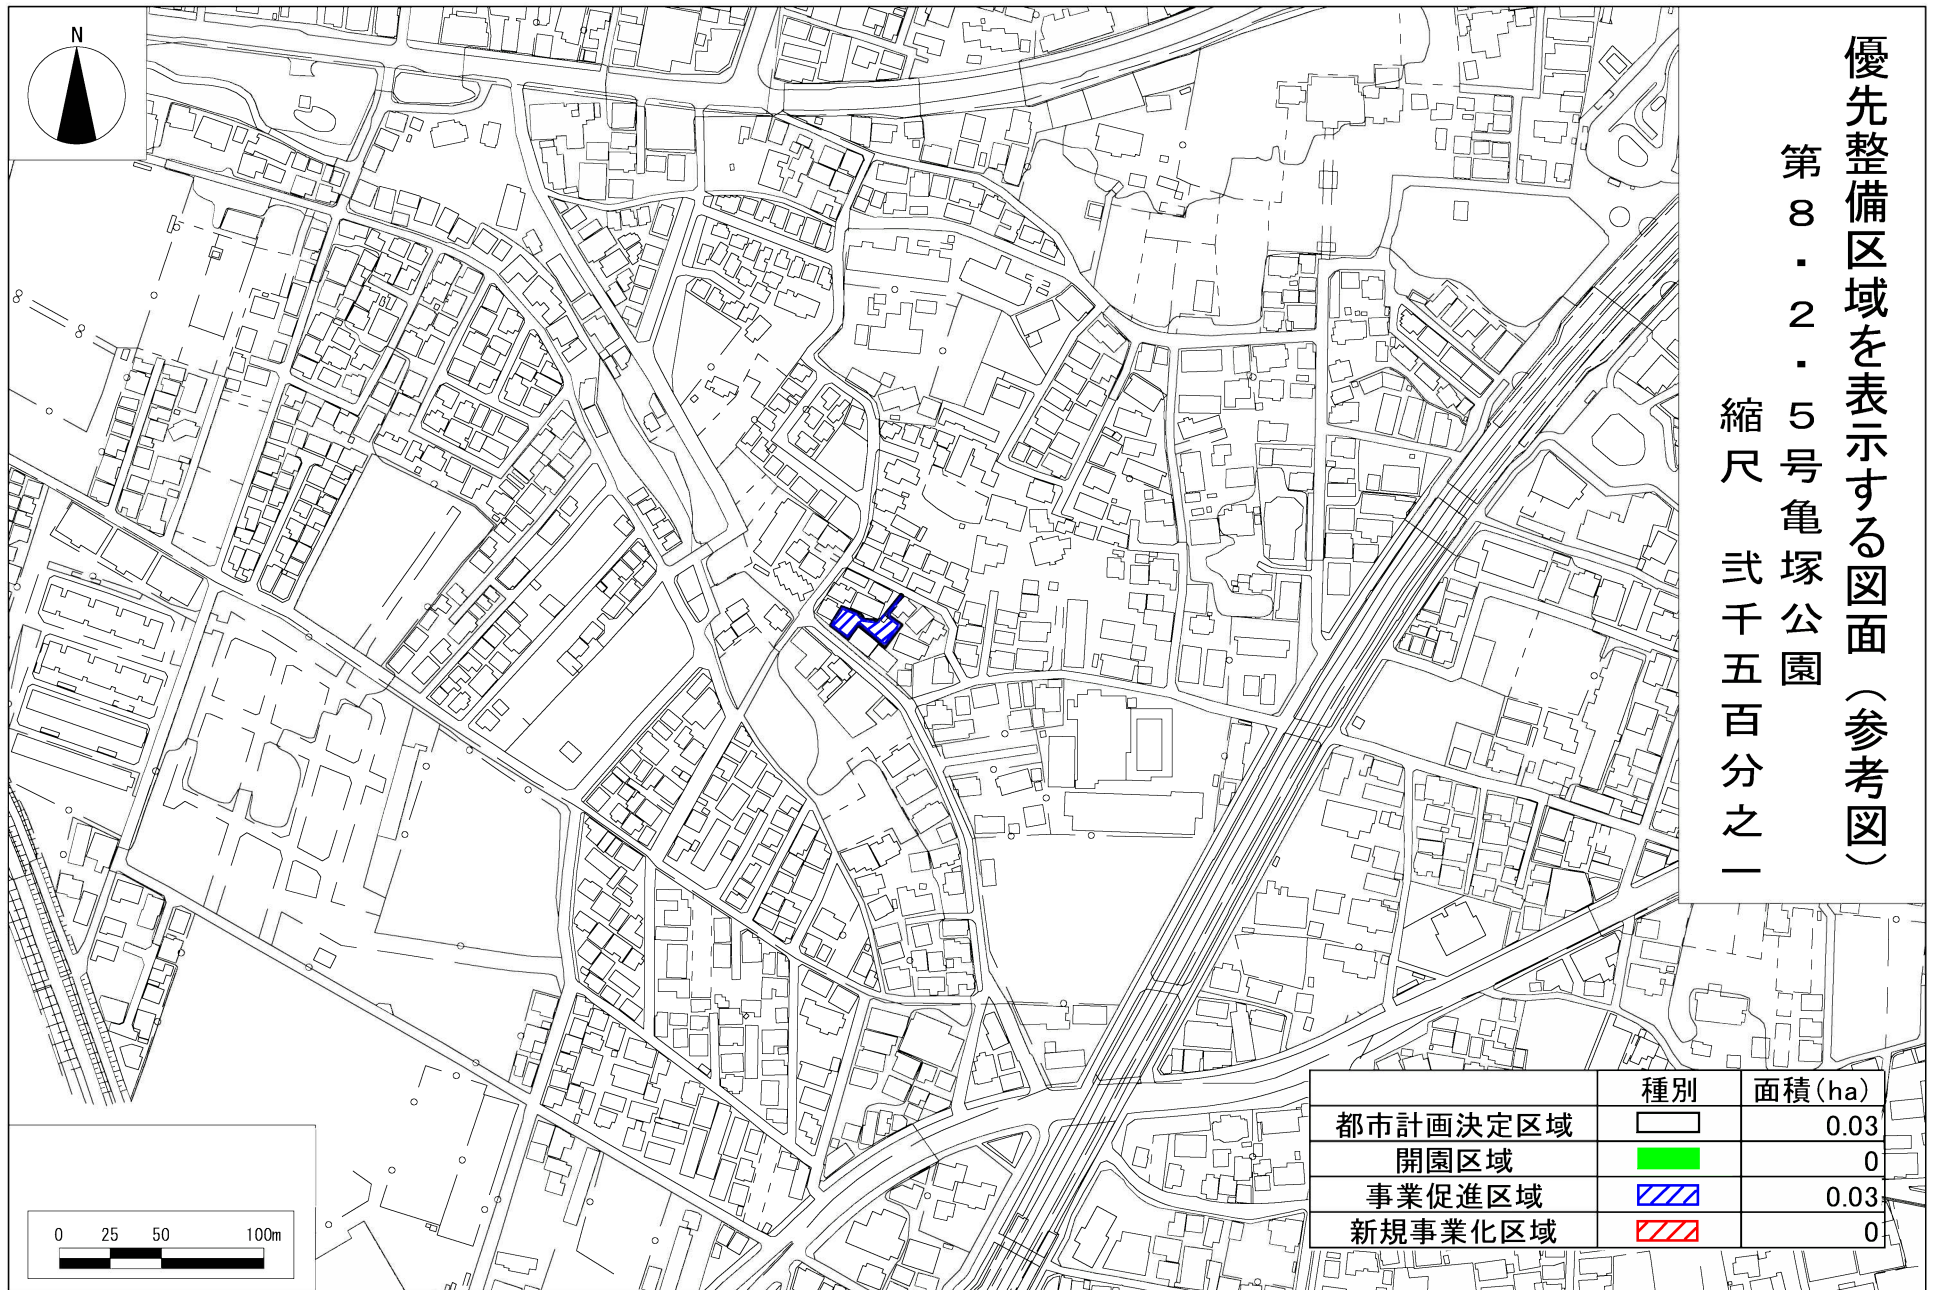 優先整備区域を表示する図面（参考図）
第８・２・５号亀塚公園
縮尺　弐千五百分之一
N
種別 面積(ha)
都市計画決定区域 0.03
開園区域 0
事業促進区域 0.03
新規事業化区域 0
0 25 50 100m